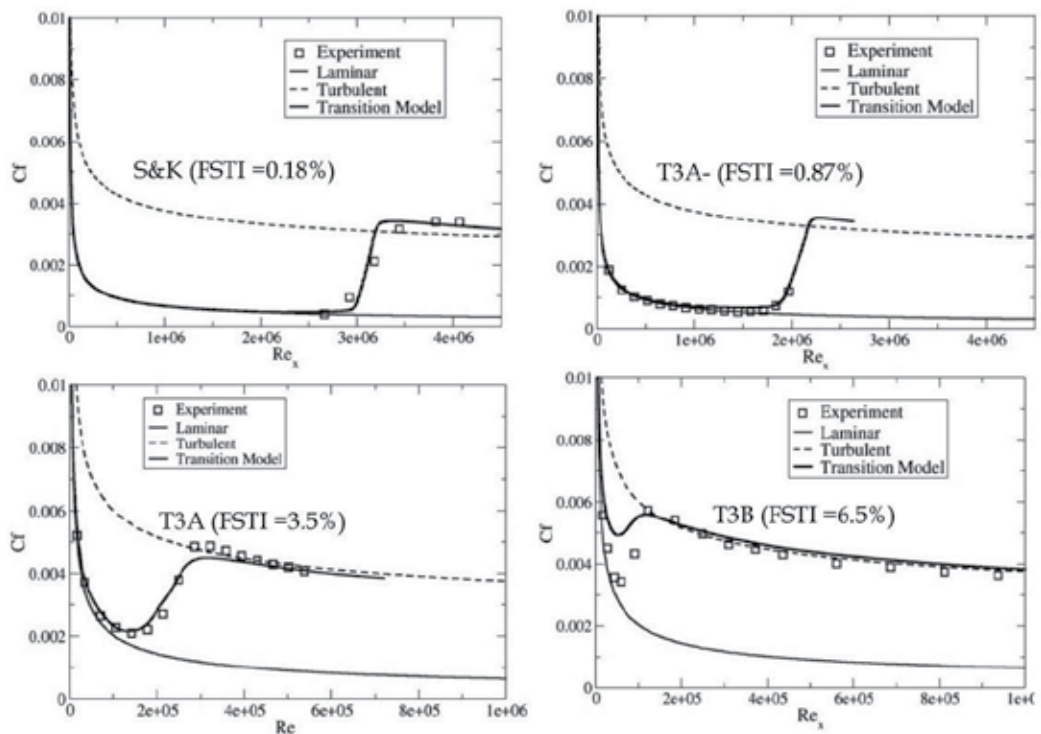 0.01
0.008
0.006
0.004
0.002
0
Cf
Experiment
Laminar
Turbulent
Transition Model
S&K (FSTI =0.18%)
0 1e+06 2e+06 3e+06 4e+06
Re_x
0.01
0.008
0.006
0.004
0.002
0
Cf
Experiment
Laminar
Turbulent
Transition Model
T3A- (FSTI =0.87%)
0 1e+06 2e+06 3e+06 4e+06
Re_x
0.01
0.008
0.006
0.004
0.002
0
Cf
Experiment
Laminar
Turbulent
Transition Model
T3A (FSTI =3.5%)
0 2e+05 4e+05 6e+05 8e+05 1e+06
Re
0.01
0.008
0.006
0.004
0.002
0
Cf
Experiment
Laminar
Turbulent
Transition Model
T3B (FSTI =6.5%)
0 2e+05 4e+05 6e+05 8e+05 1e+0
Re_x